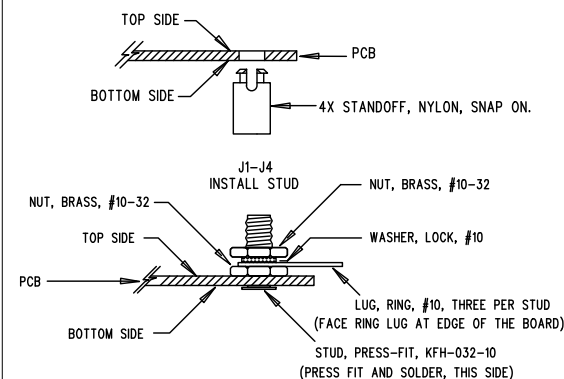 TOP SIDE
PCB
BOTTOM SIDE
4X STANDOFF, NYLON, SNAP ON.
J1-J4
INSTALL STUD
NUT, BRASS, #10-32
NUT, BRASS, #10-32
TOP SIDE
WASHER, LOCK, #10
PCB
LUG, RING, #10, THREE PER STUD
(FACE RING LUG AT EDGE OF THE BOARD)
BOTTOM SIDE
STUD, PRESS-FIT, KFH-032-10
(PRESS FIT AND SOLDER, THIS SIDE)